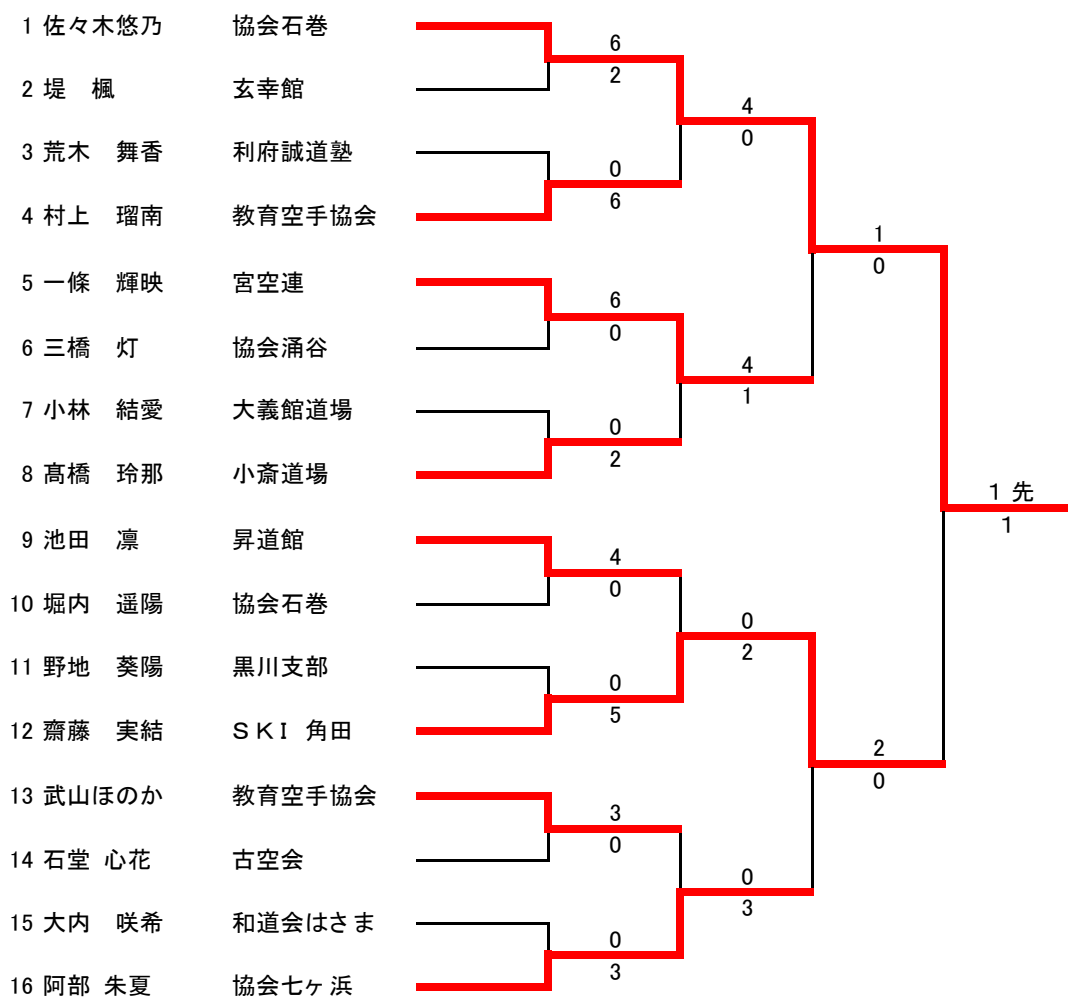 1 佐々木悠乃 協会石巻
6
2
2 堤 楓 玄幸館
4
0
3 荒木 舞香 利府誠道塾
0
6
4 村上 瑠南 教育空手協会
1
0
5 一條 輝映 宮空連
6
0
6 三橋 灯 協会涌谷
4
1
7 小林 結愛 大義館道場
0
2
8 髙橋 玲那 小斎道場
1 先
1
9 池田 凛 昇道館
4
0
10 堀内 遥陽 協会石巻
0
2
11 野地 葵陽 黒川支部
0
5
12 齋藤 実結 ＳＫＩ 角田
2
0
13 武山ほのか 教育空手協会
3
0
14 石堂 心花 古空会
0
3
15 大内 咲希 和道会はさま
0
3
16 阿部 朱夏 協会七ヶ浜